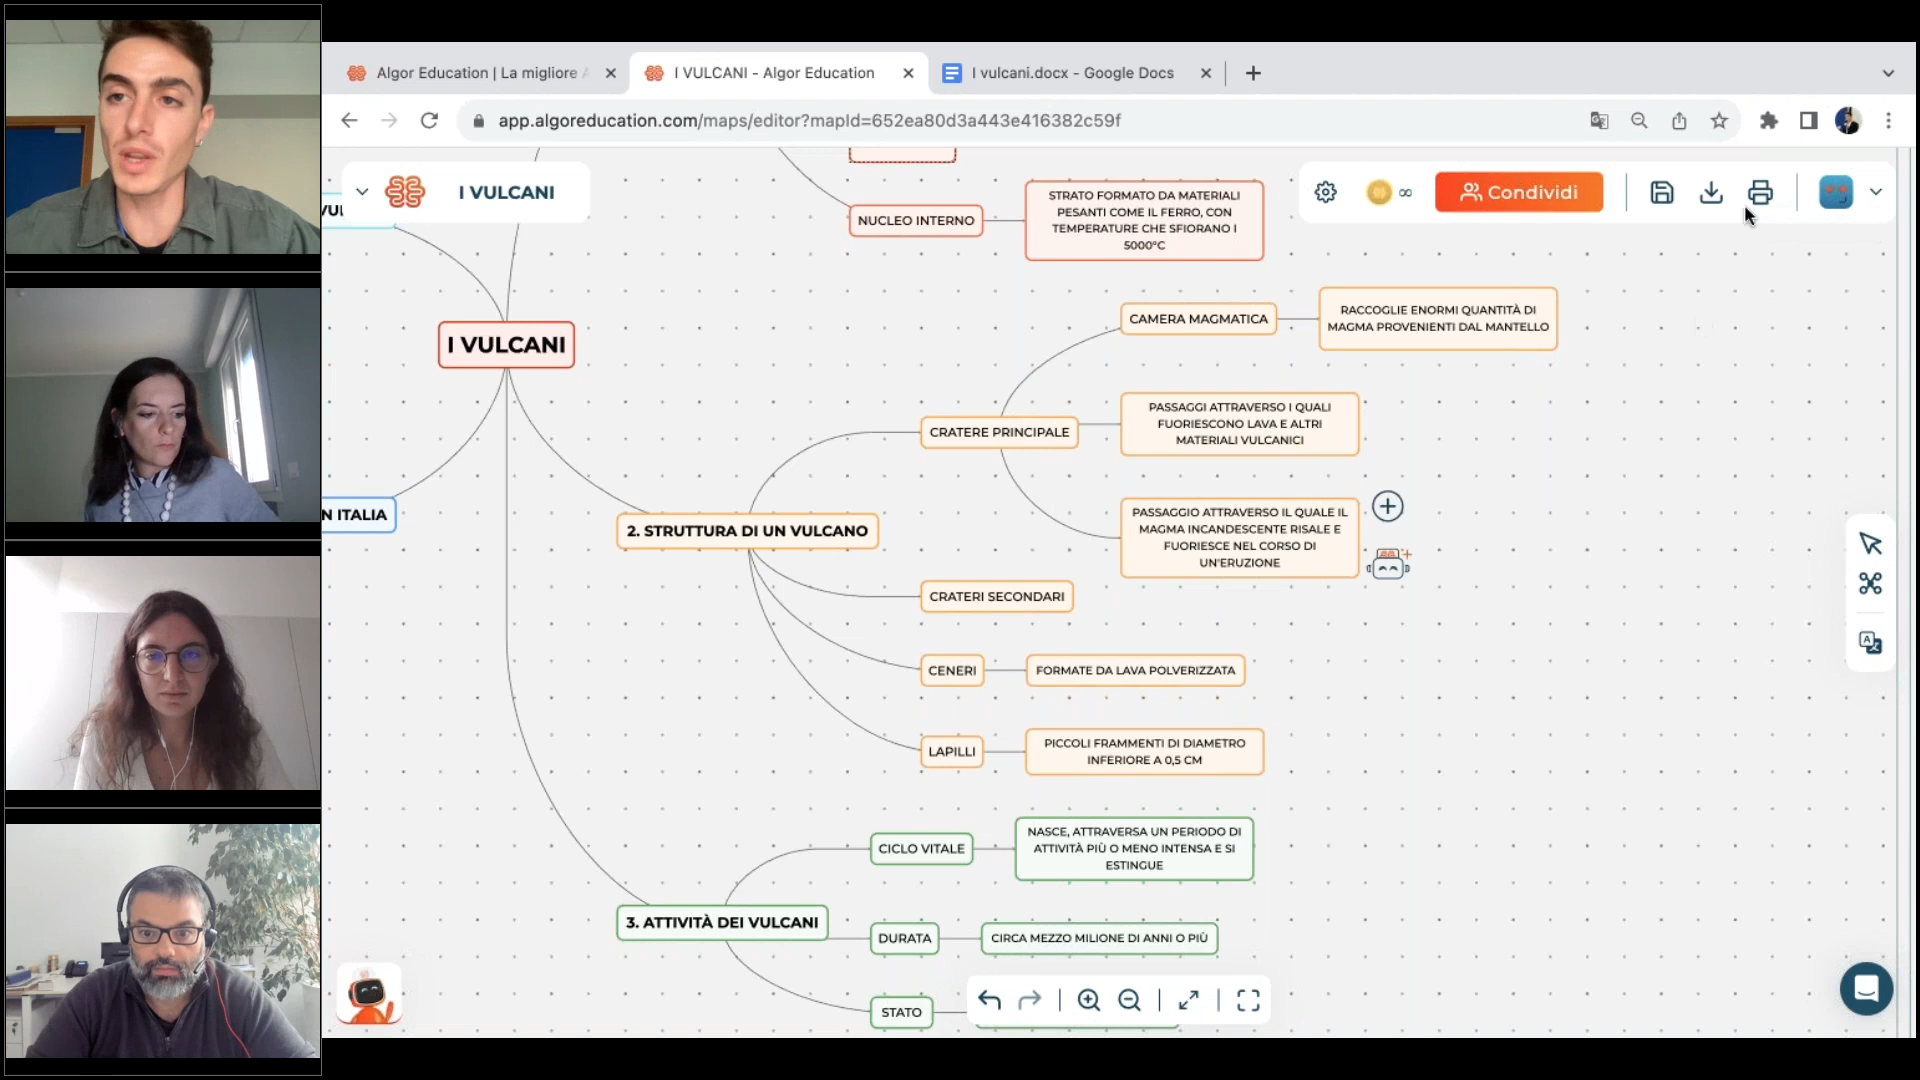 Algor Education | La migliore
I VULCANI - Algor Education
I vulcani.docx - Google Docs
app.algoreducation.com/maps/editor?mapId=652ea80d3a443e416382c59f
I VULCANI
∞
Condividi
NUCLEO INTERNO
STRATO FORMATO DA MATERIALI
PESANTI COME IL FERRO, CON
TEMPERATURE CHE SFIORANO I
5000°C
CAMERA MAGMATICA
RACCOGLIE ENORMI QUANTITÀ DI
MAGMA PROVENIENTI DAL MANTELLO
I VULCANI
CRATERE PRINCIPALE
PASSAGGI ATTRAVERSO I QUALI
FUORIESCONO LAVA E ALTRI
MATERIALI VULCANICI
N ITALIA
2. STRUTTURA DI UN VULCANO
PASSAGGIO ATTRAVERSO IL QUALE IL
MAGMA INCANDESCENTE RISALE E
FUORIESCE NEL CORSO DI
UN'ERUZIONE
CRATERI SECONDARI
CENERI
FORMATE DA LAVA POLVERIZZATA
LAPILLI
PICCOLI FRAMMENTI DI DIAMETRO
INFERIORE A 0,5 CM
CICLO VITALE
NASCE, ATTRAVERSA UN PERIODO DI
ATTIVITÀ PIÙ O MENO INTENSA E SI
ESTINGUE
3. ATTIVITÀ DEI VULCANI
DURATA
CIRCA MEZZO MILIONE DI ANNI O PIÙ
STATO